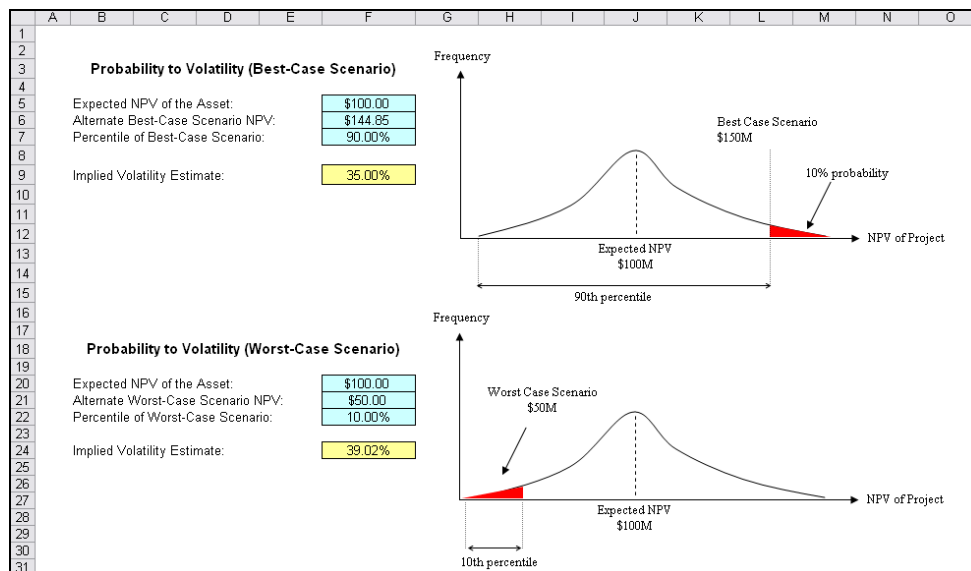 A B C D E F G H I J K L M N O
1
2
3 Probability to Volatility (Best-Case Scenario)
4
5 Expected NPV of the Asset: $100.00
6 Alternate Best-Case Scenario NPV: $144.85
7 Percentile of Best-Case Scenario: 90.00%
8
9 Implied Volatility Estimate: 35.00%
10
11
12
13
14
15
16
17
18 Probability to Volatility (Worst-Case Scenario)
19
20 Expected NPV of the Asset: $100.00
21 Alternate Worst-Case Scenario NPV: $50.00
22 Percentile of Worst-Case Scenario: 10.00%
23
24 Implied Volatility Estimate: 39.02%
25
26
27
28
29
30
31
Frequency
Best Case Scenario
$150M
10% probability
NPV of Project
Expected NPV
$100M
90th percentile
Frequency
Worst Case Scenario
$50M
NPV of Project
Expected NPV
$100M
10th percentile